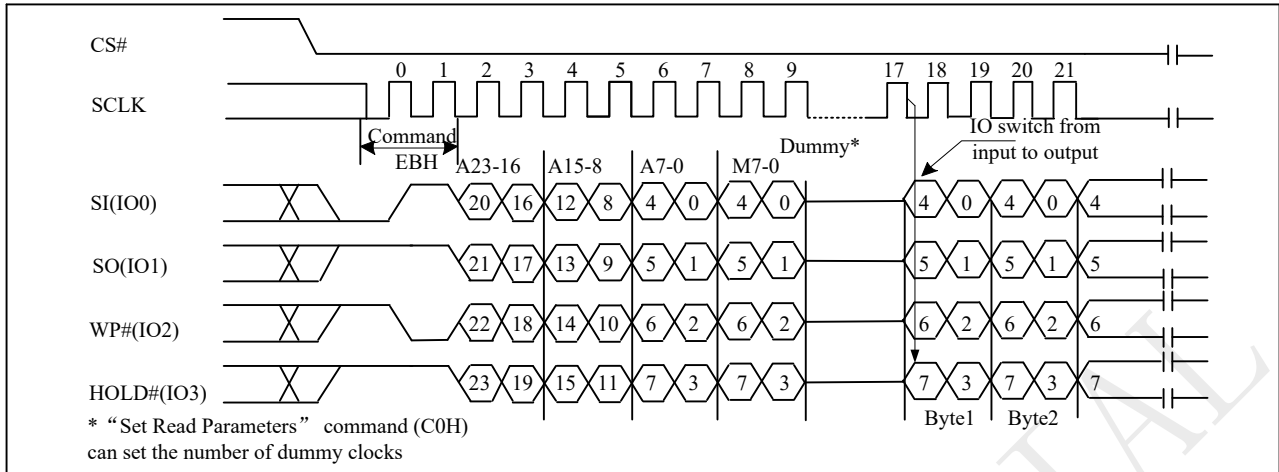 CS#
0 1 2 3 4 5 6 7 8 9 17 18 19 20 21
SCLK
Command
EBH
Dummy*
IO switch from
input to output
A23-16 A15-8 A7-0 M7-0
SI(IO0) 20 16 12 8 4 0 4 0 4 0 4 0 4
SO(IO1) 21 17 13 9 5 1 5 1 5 1 5 1 5
WP#(IO2) 22 18 14 10 6 2 6 2 6 2 6 2 6
HOLD#(IO3) 23 19 15 11 7 3 7 3 7 3 7 3 7
Byte1 Byte2
* “Set Read Parameters” command (C0H)
can set the number of dummy clocks
IAL